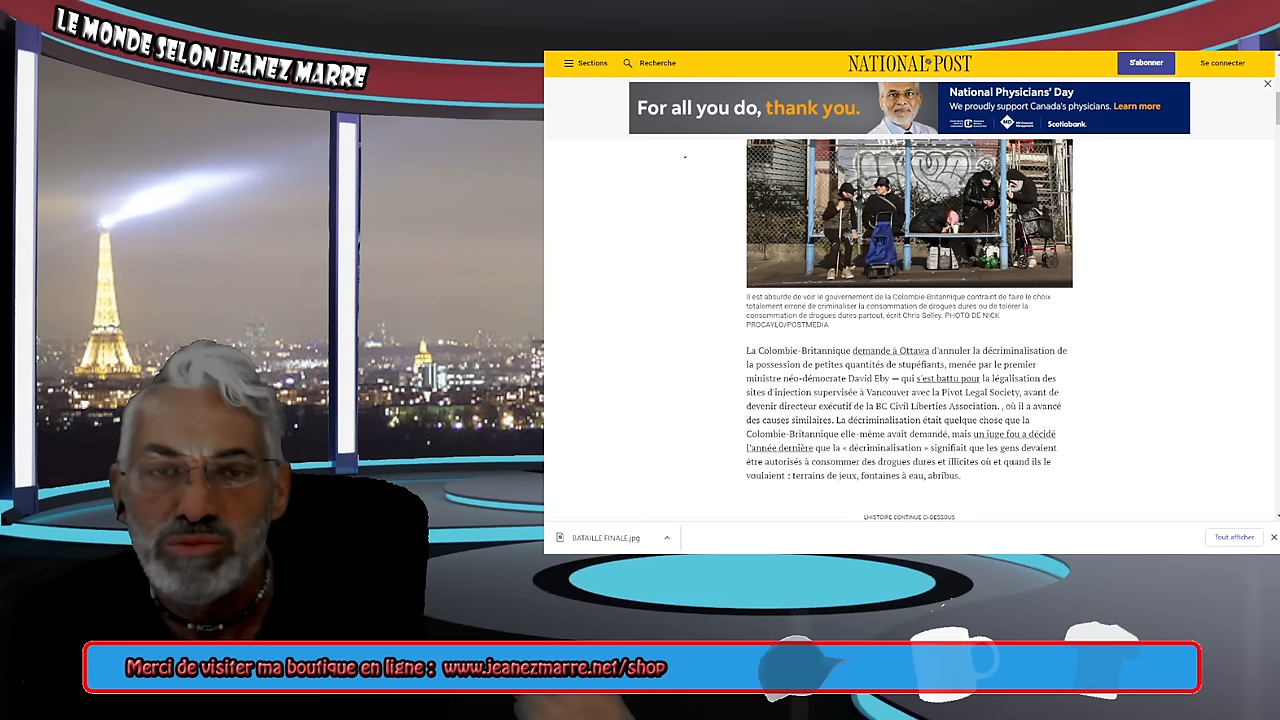 LE MONDE SELON JEANEZ MARRE
Sections
Recherche
NATIONAL POST
S'abonner
Se connecter
For all you do, thank you.
National Physicians' Day
We proudly support Canada's physicians. Learn more
Scotiabank.
Il est absurde de voir le gouvernement de la Colombie-Britannique contraint de faire le choix
totalement erroné de criminaliser la consommation de drogues dures ou de tolérer la
consommation de drogues dures partout, écrit Chris Selley. PHOTO DE NICK
PROCAYLO/POSTMEDIA
La Colombie-Britannique demande à Ottawa d'annuler la décriminalisation de
la possession de petites quantités de stupéfiants, menée par le premier
ministre néo-démocrate David Eby — qui s'est battu pour la légalisation des
sites d'injection supervisée à Vancouver avec la Pivot Legal Society, avant de
devenir directeur exécutif de la BC Civil Liberties Association. , où il a avancé
des causes similaires. La décriminalisation était quelque chose que la
Colombie-Britannique elle-même avait demandé, mais un juge fou a décidé
l'année dernière que la « décriminalisation » signifiait que les gens devaient
être autorisés à consommer des drogues dures et illicites où et quand ils le
voulaient : terrains de jeux, fontaines à eau, abribus.
L'HISTOIRE CONTINUE CI-DESSOUS
BATAILLE FINALE.jpg
Tout afficher
Merci de visiter ma boutique en ligne : www.jeanezmarre.net/shop